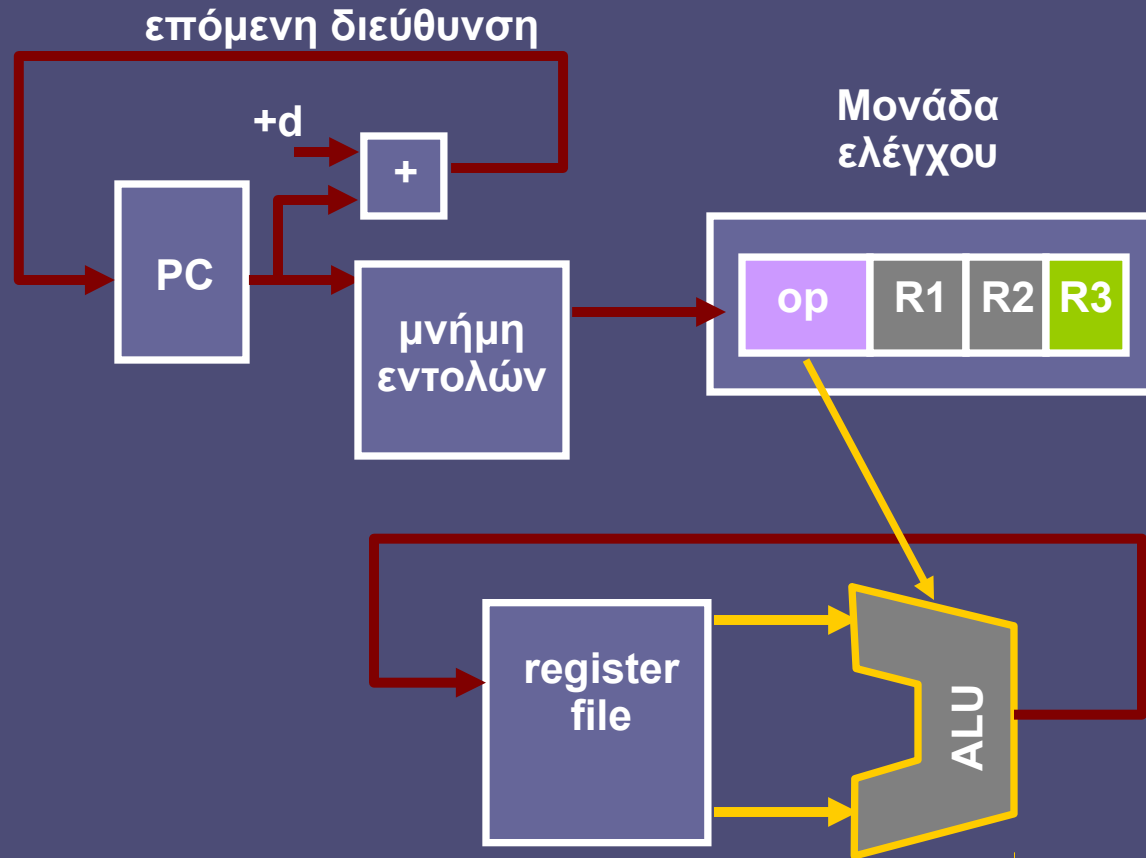 επόμενη διεύθυνση
+d
+
Μονάδα
ελέγχου
PC
op R1 R2 R3
μνήμη
εντολών
register
file
ALU